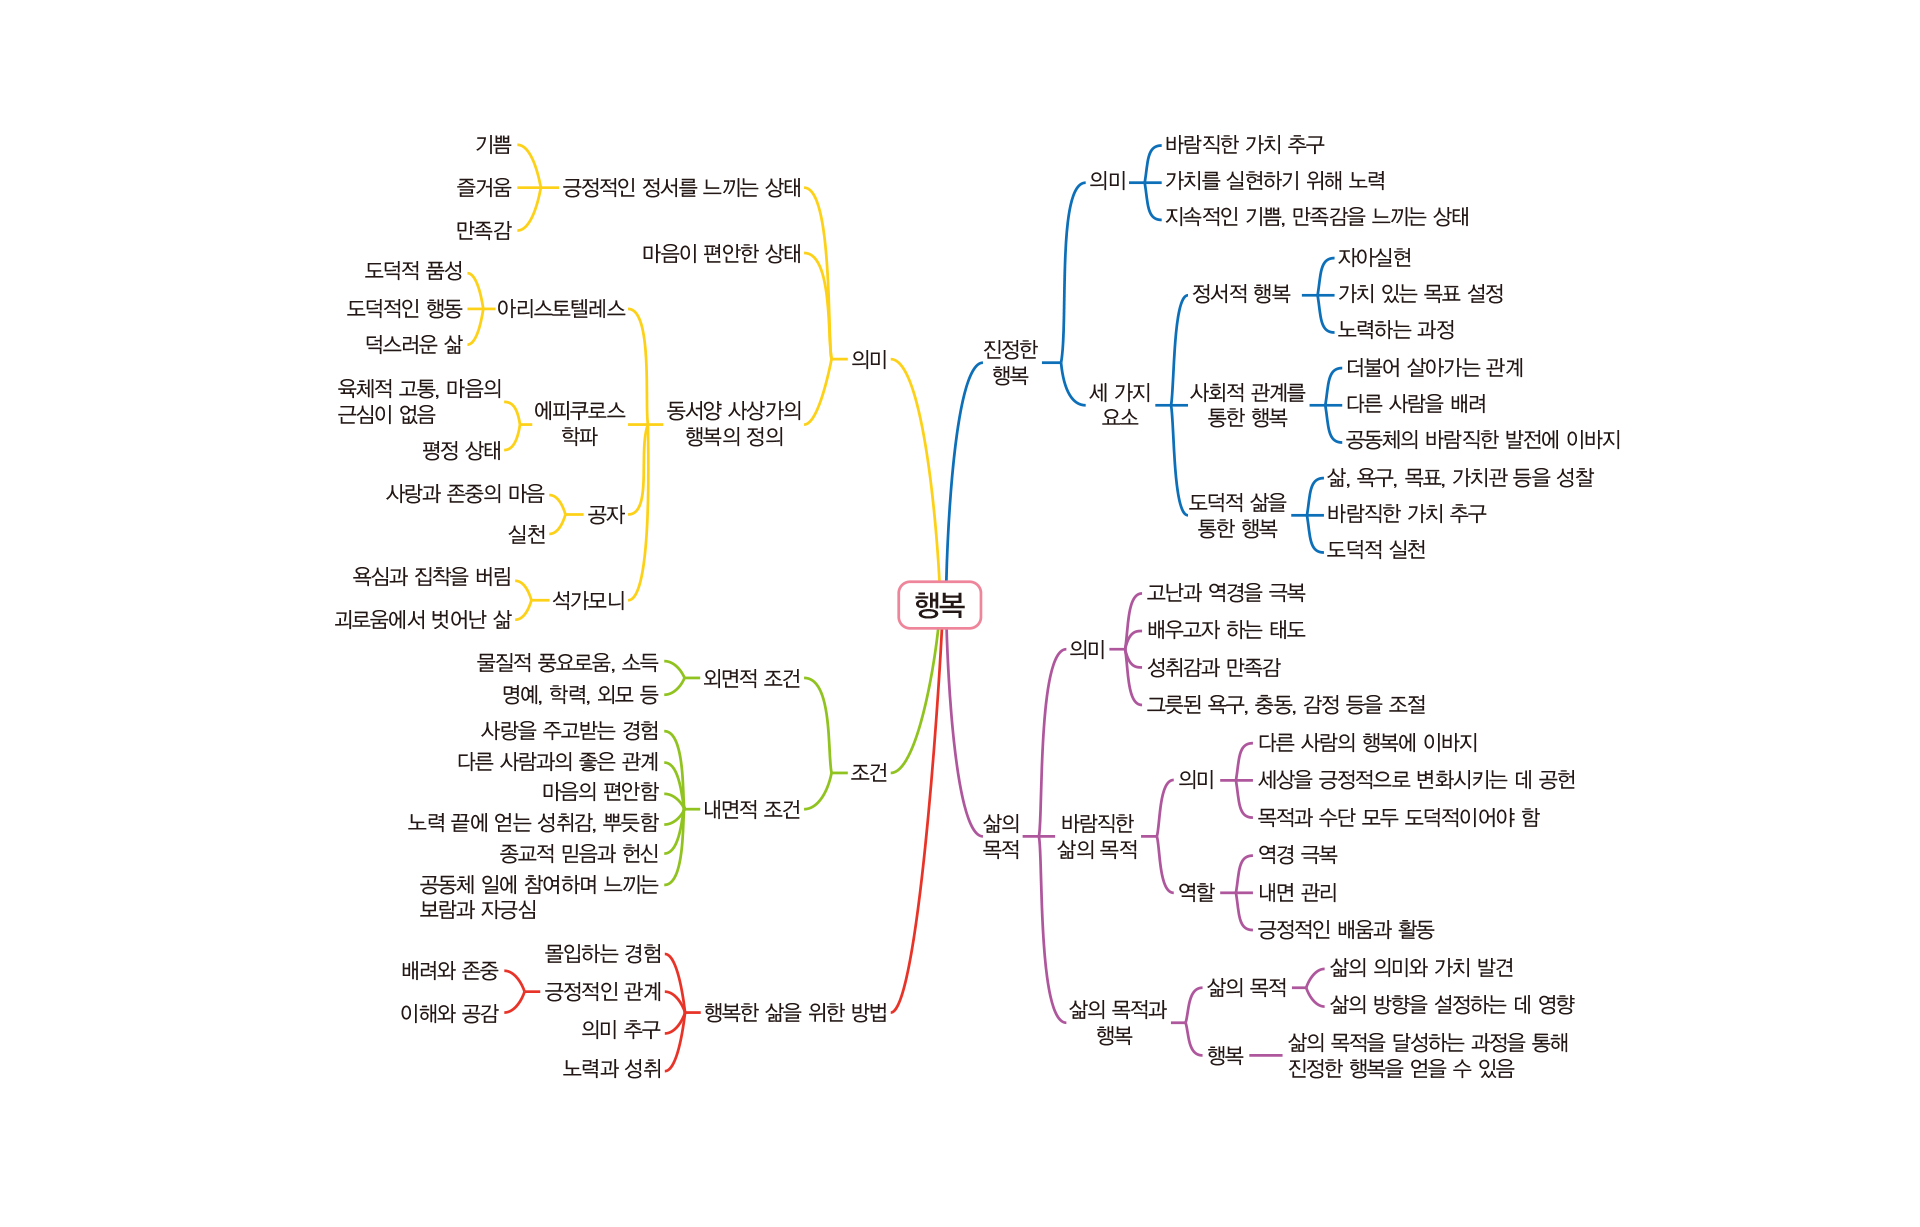 행복
의미
긍정적인 정서를 느끼는 상태
기쁨
즐거움
만족감
마음이 편안한 상태
동서양 사상가의
행복의 정의
아리스토텔레스
도덕적 품성
도덕적인 행동
덕스러운 삶
에피쿠로스
학파
육체적 고통, 마음의
근심이 없음
평정 상태
공자
사랑과 존중의 마음
실천
석가모니
욕심과 집착을 버림
괴로움에서 벗어난 삶
조건
외면적 조건
물질적 풍요로움, 소득
명예, 학력, 외모 등
내면적 조건
사랑을 주고받는 경험
다른 사람과의 좋은 관계
마음의 편안함
노력 끝에 얻는 성취감, 뿌듯함
종교적 믿음과 헌신
공동체 일에 참여하며 느끼는
보람과 자긍심
행복한 삶을 위한 방법
몰입하는 경험
긍정적인 관계
배려와 존중
이해와 공감
의미 추구
노력과 성취
진정한
행복
의미
바람직한 가치 추구
가치를 실현하기 위해 노력
지속적인 기쁨, 만족감을 느끼는 상태
세 가지
요소
정서적 행복
자아실현
가치 있는 목표 설정
노력하는 과정
사회적 관계를
통한 행복
더불어 살아가는 관계
다른 사람을 배려
공동체의 바람직한 발전에 이바지
도덕적 삶을
통한 행복
삶, 욕구, 목표, 가치관 등을 성찰
바람직한 가치 추구
도덕적 실천
삶의
목적
의미
고난과 역경을 극복
배우고자 하는 태도
성취감과 만족감
그릇된 욕구, 충동, 감정 등을 조절
바람직한
삶의 목적
의미
다른 사람의 행복에 이바지
세상을 긍정적으로 변화시키는 데 공헌
목적과 수단 모두 도덕적이어야 함
역할
역경 극복
내면 관리
긍정적인 배움과 활동
삶의 목적과
행복
삶의 목적
삶의 의미와 가치 발견
삶의 방향을 설정하는 데 영향
행복
삶의 목적을 달성하는 과정을 통해
진정한 행복을 얻을 수 있음